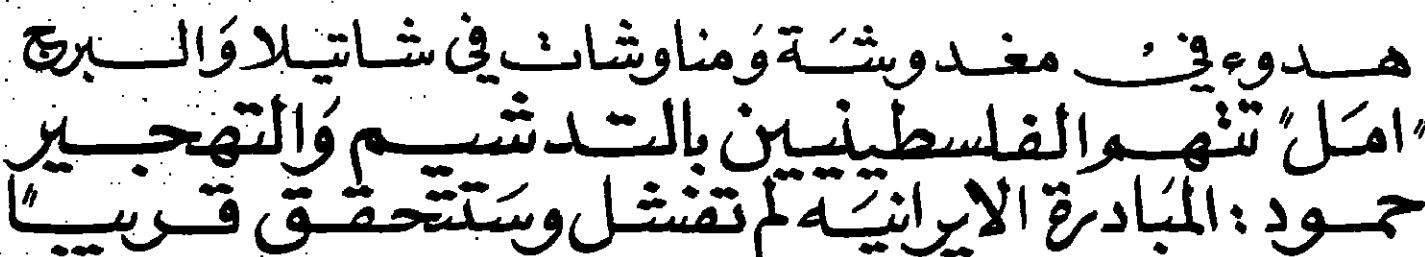 هدوء في مغدوشة ومناوشات في شاتيلا والبرج
"امل" تتهم الفلسطينيين بالتدشيم والتهجير
حمود : المبادرة الايرانية لم تفشل وستتحقق قريبا"